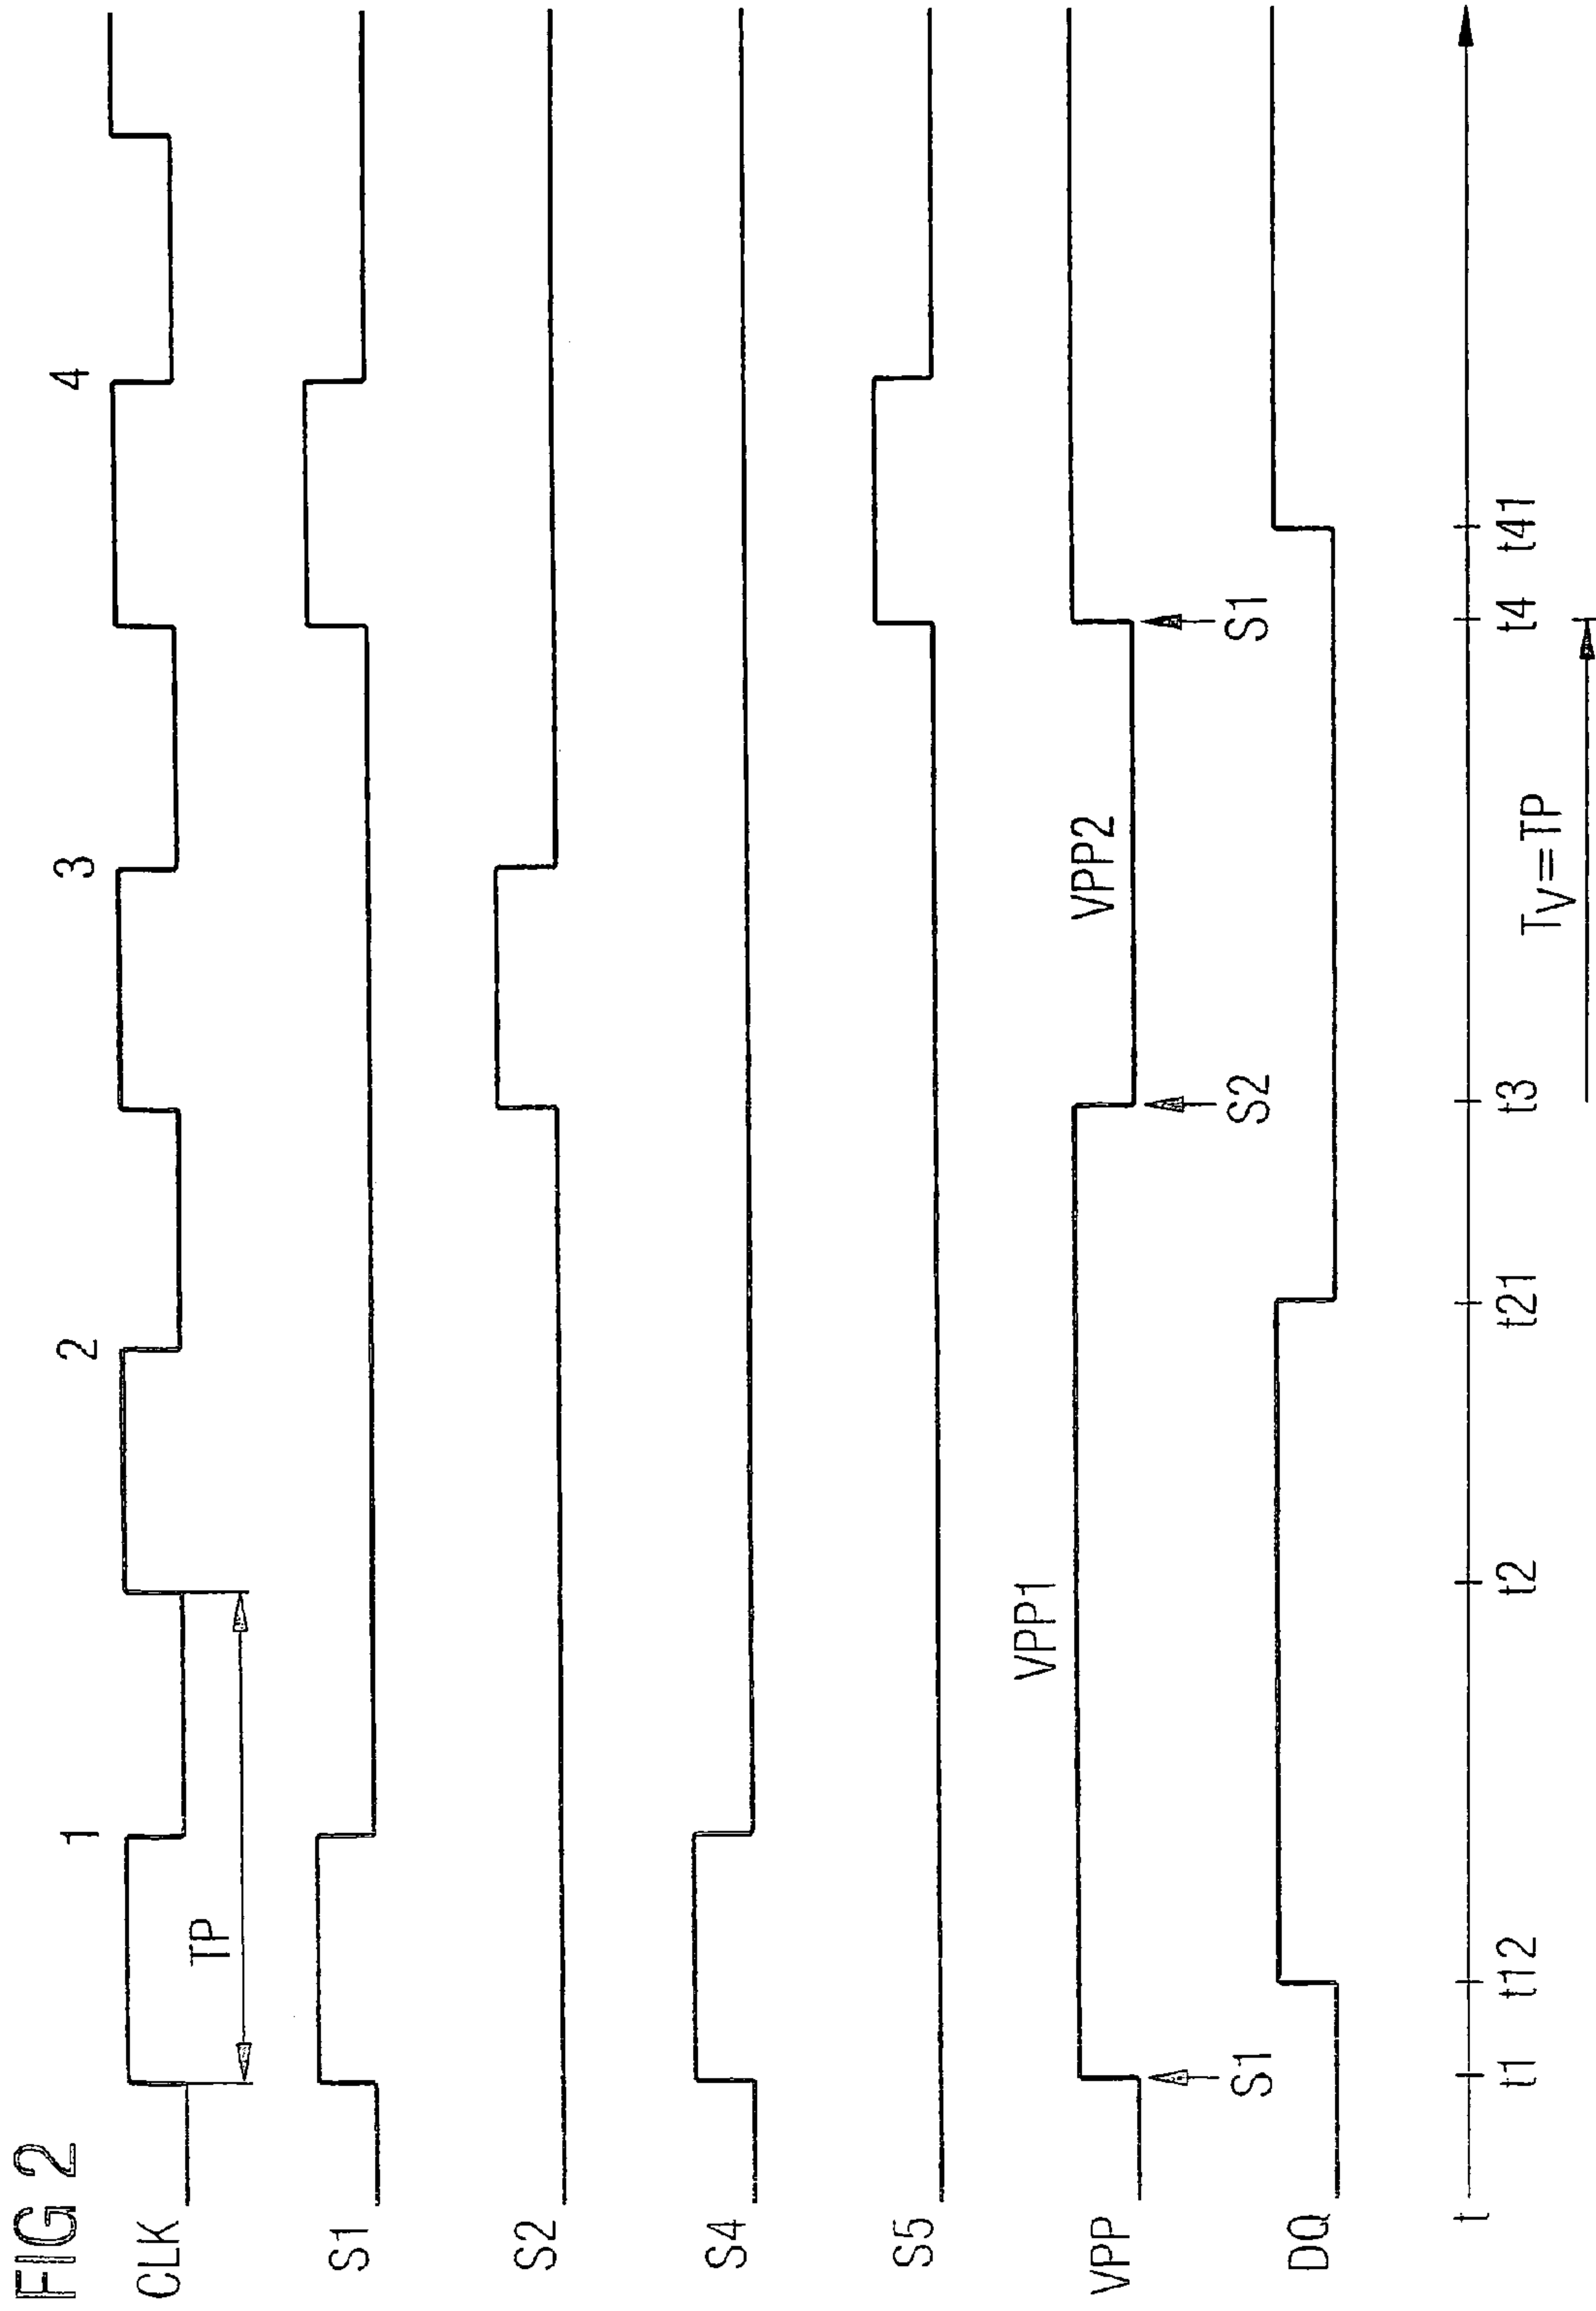 FIG 2
1 2 3 4
CLK
TP
S1
S2
S4
S5
VPP1 VPP2
VPP
S1 S2 S1
DQ
t
t1 t12 t2 t21 t3 t4 t41
TV=TP